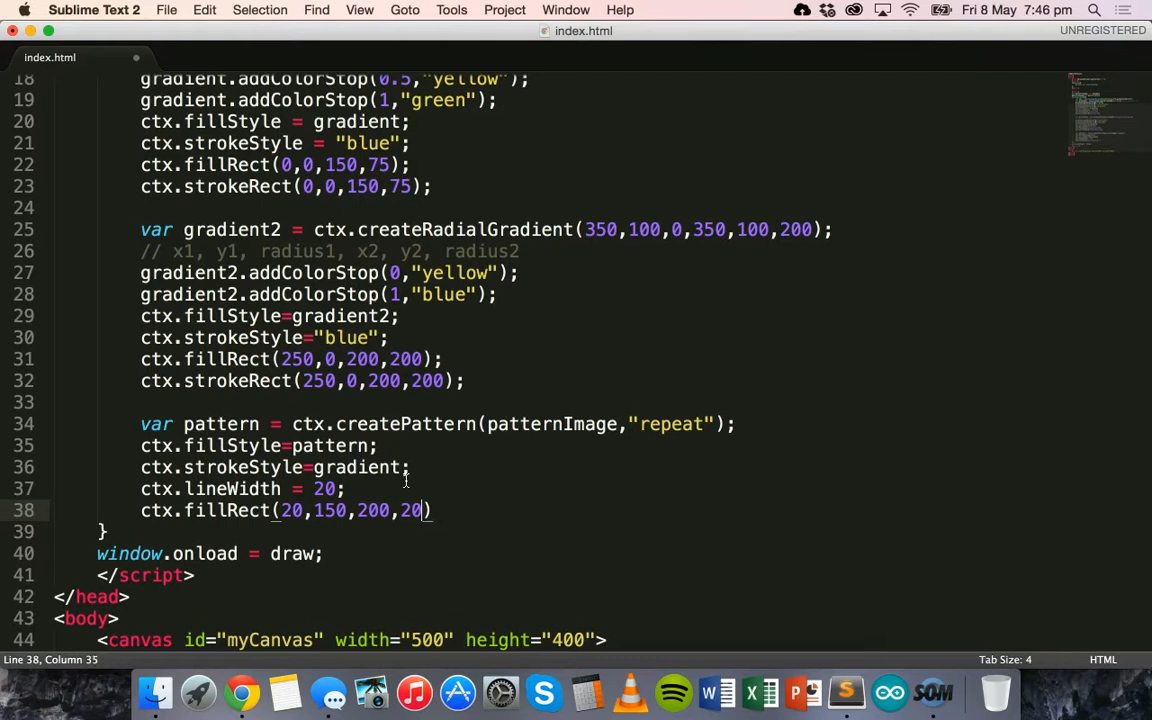 Sublime Text 2 File Edit Selection Find View Goto Tools Project Window Help Fri 8 May 7:46 pm
index.html UNREGISTERED
index.html
18 gradient.addColorStop(0.5,"yellow");
19 gradient.addColorStop(1,"green");
20 ctx.fillStyle = gradient;
21 ctx.strokeStyle = "blue";
22 ctx.fillRect(0,0,150,75);
23 ctx.strokeRect(0,0,150,75);
24
25 var gradient2 = ctx.createRadialGradient(350,100,0,350,100,200);
26 // x1, y1, radius1, x2, y2, radius2
27 gradient2.addColorStop(0,"yellow");
28 gradient2.addColorStop(1,"blue");
29 ctx.fillStyle=gradient2;
30 ctx.strokeStyle="blue";
31 ctx.fillRect(250,0,200,200);
32 ctx.strokeRect(250,0,200,200);
33
34 var pattern = ctx.createPattern(patternImage,"repeat");
35 ctx.fillStyle=pattern;
36 ctx.strokeStyle=gradient;
37 ctx.lineWidth = 20;
38 ctx.fillRect(20,150,200,20)
39 }
40 window.onload = draw;
41 </script>
42 </head>
43 <body>
44 <canvas id="myCanvas" width="500" height="400">
Line 38, Column 35 Tab Size: 4 HTML
SOM